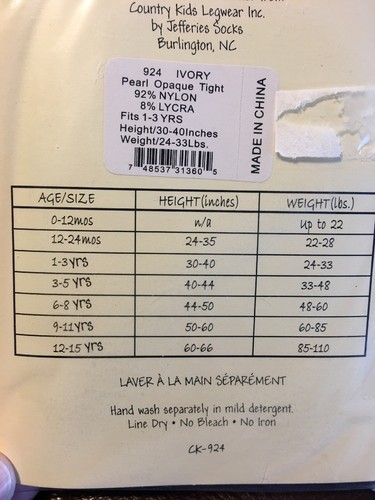 Country Kids Legwear Inc.
by Jefferies Socks
Burlington, NC
924 IVORY
Pearl Opaque Tight
92% NYLON
8% LYCRA
Fits 1-3 YRS
Height/30-40Inches
Weight/24-33Lbs.
7 48537 31360 5
MADE IN CHINA
AGE/SIZE HEIGHT(inches) WEIGHT(lbs.)
0-12mos n/a Up to 22
12-24mos 24-35 22-28
1-3yrs 30-40 24-33
3-5 yrs 40-44 33-48
6-8 yrs 44-50 48-60
9-11yrs 50-60 60-85
12-15 yrs 60-66 85-110
LAVER À LA MAIN SÉPARÉMENT
Hand wash separately in mild detergent.
Line Dry • No Bleach • No Iron
CK-924